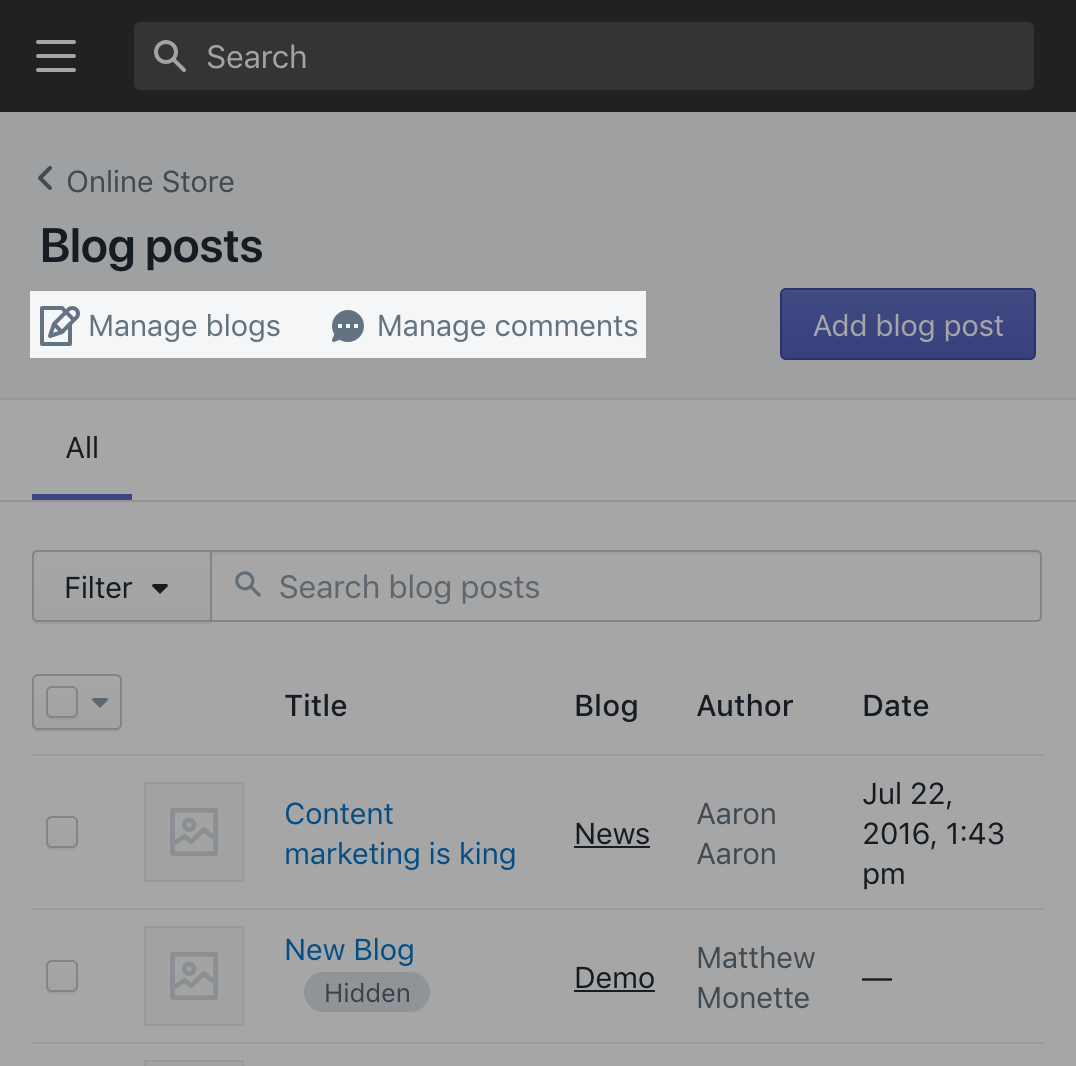 Search
Online Store
Blog posts
Manage blogs Manage comments Add blog post
All
Filter Search blog posts
Title Blog Author Date
Content marketing is king News Aaron Aaron Jul 22, 2016, 1:43 pm
New Blog Hidden Demo Matthew Monette —